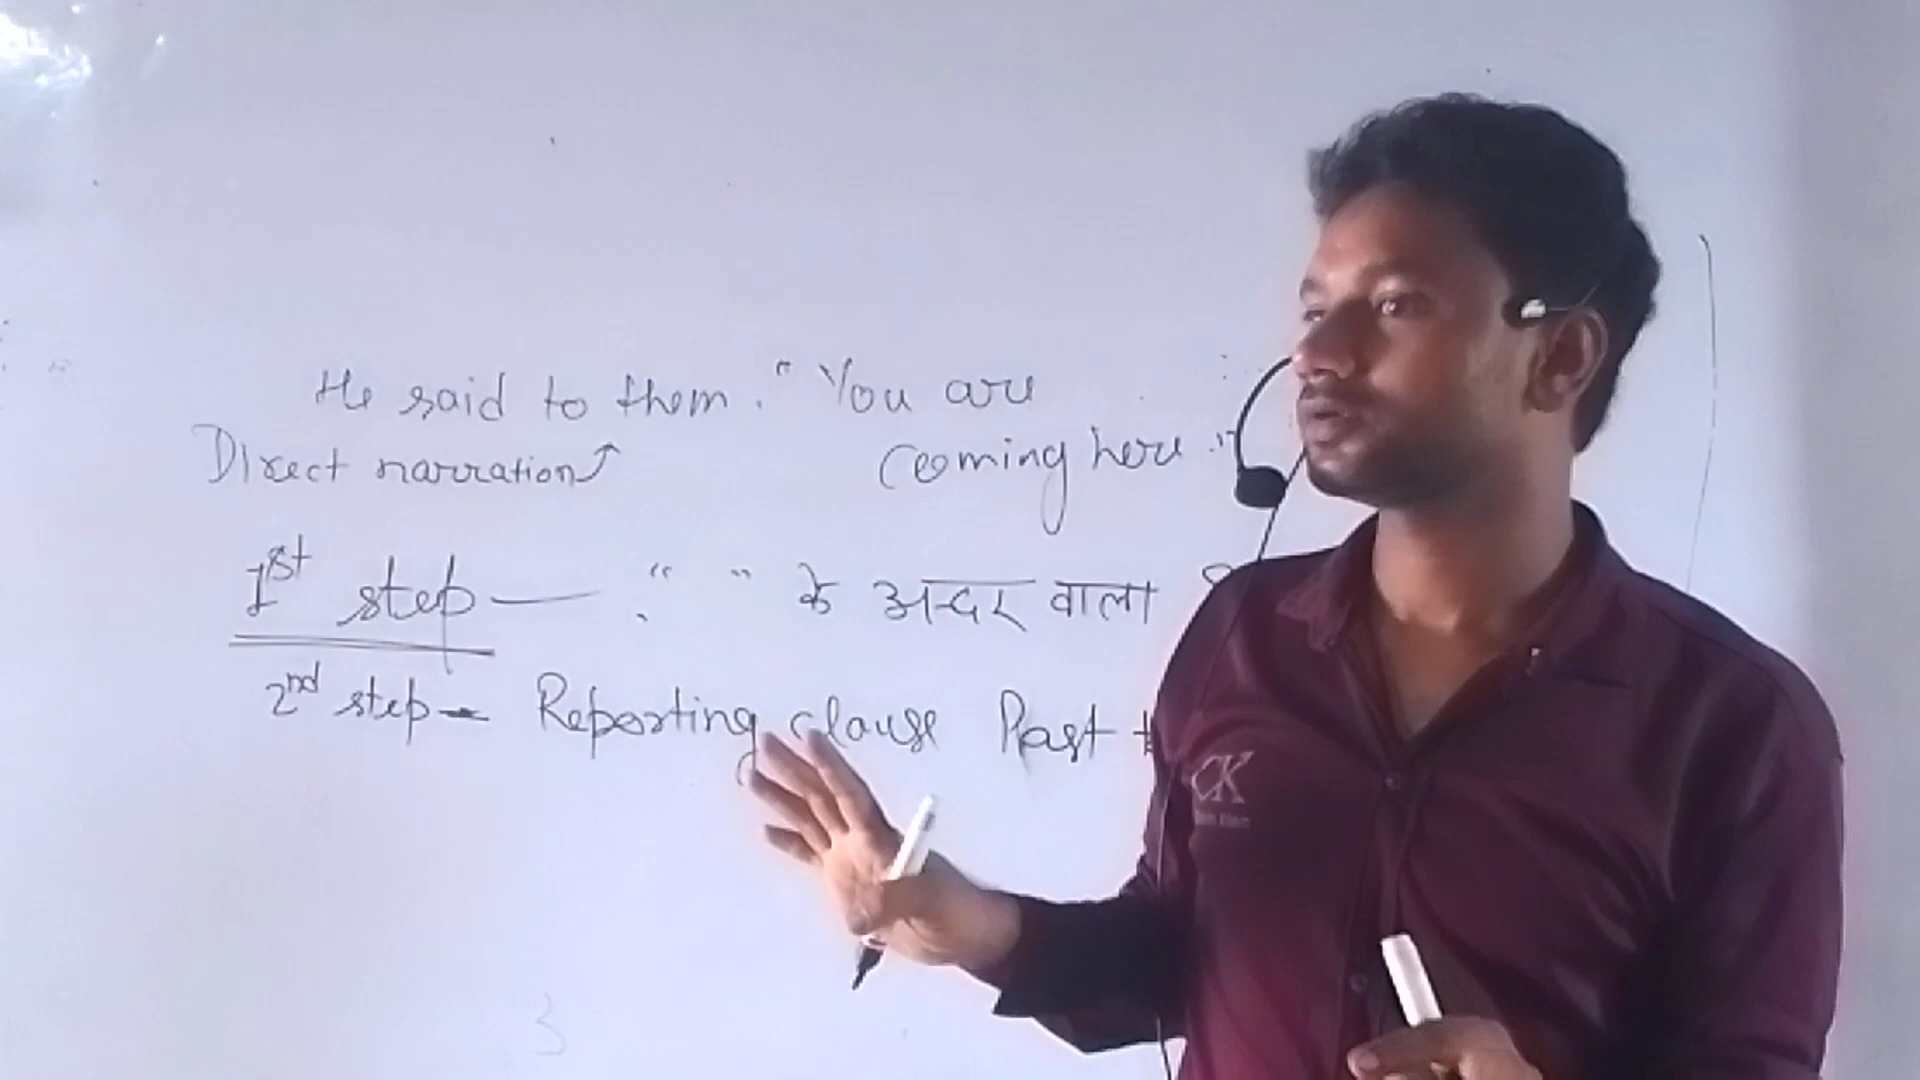 He said to them. "You are
Direct narration coming here."
1st step — . " " के अन्दर वाला
2nd step - Reporting clause Past
CK
3